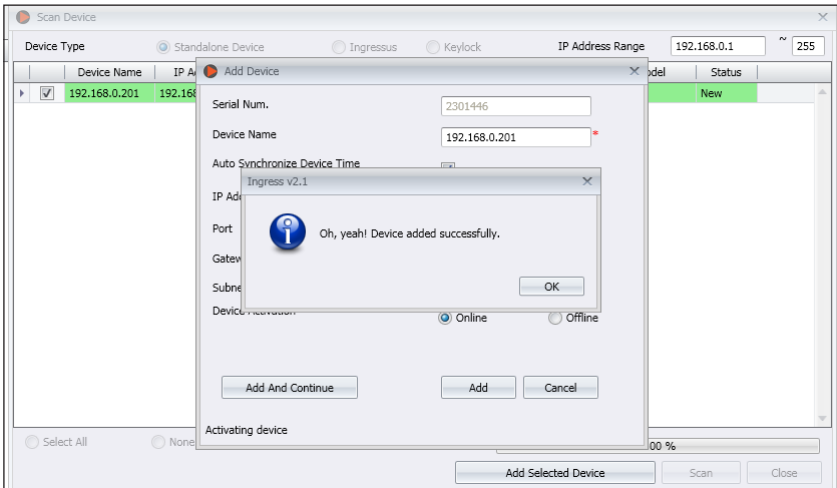 Scan Device
Device Type Standalone Device Ingressus Keylock IP Address Range 192.168.0.1 ~ 255
Device Name Status
192.168.0.201 New
Add Device
Serial Num. 2301446
Device Name 192.168.0.201 *
Auto Synchronize Device Time
Ingress v2.1
Oh, yeah! Device added successfully.
OK
Port
Online Offline
Add And Continue Add Cancel
Activating device
Select All None
Add Selected Device Scan Close